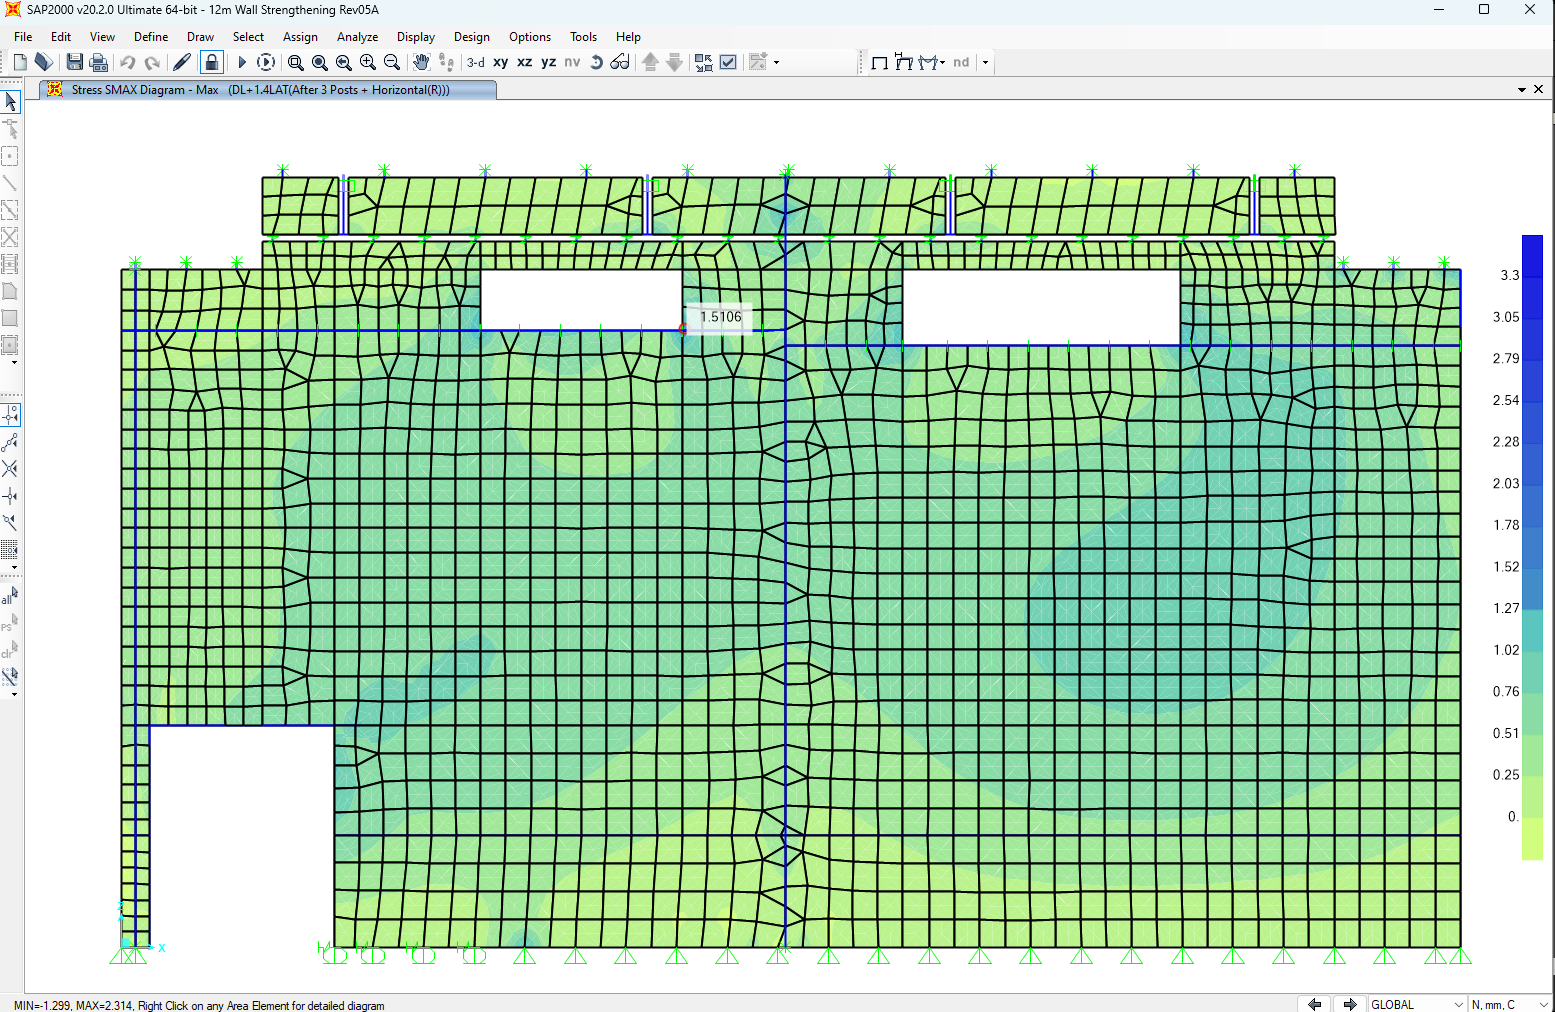 SAP2000 v20.2.0 Ultimate 64-bit - 12m Wall Strengthening Rev05A
File Edit View Define Draw Select Assign Analyze Display Design Options Tools Help
3-d xy xz yz nv nd
Stress SMAX Diagram - Max (DL+1.4LAT(After 3 Posts + Horizontal(R)))
1.5106
3.3
3.05
2.79
2.54
2.28
2.03
1.78
1.52
1.27
1.02
0.76
0.51
0.25
0.
all
PS
clr
Z
X
MIN=-1.299, MAX=2.314, Right Click on any Area Element for detailed diagram
GLOBAL
N, mm, C